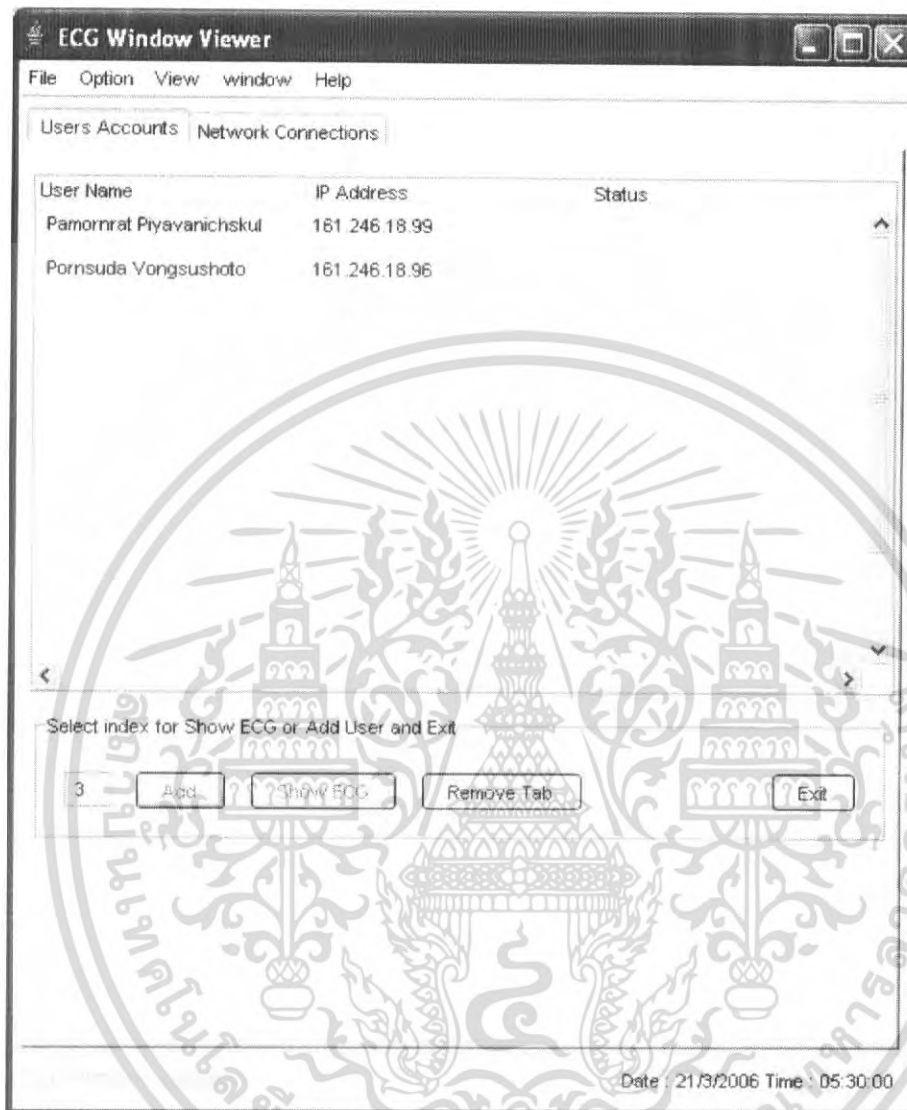 ECG Window Viewer
File Option View window Help
Users Accounts Network Connections
User Name IP Address Status
Pamornrat Piyavanichskul 161.246.18.99
Pornsuda Vongsushoto 161.246.18.96
Select index for Show ECG or Add User and Exit
3 Add Show ECG Remove Tab Exit
Date : 21/3/2006 Time : 05:30:00